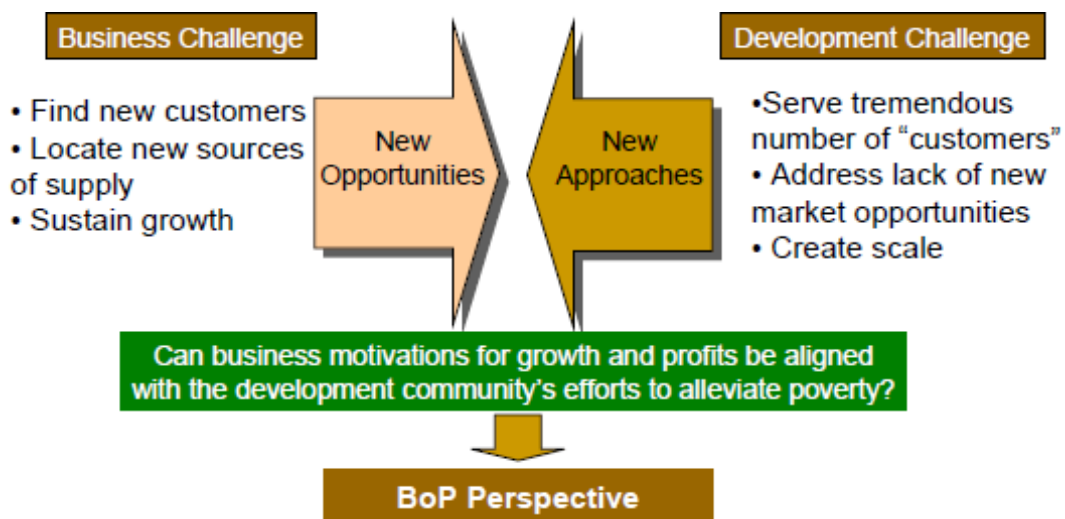 Business Challenge
• Find new customers
• Locate new sources
of supply
• Sustain growth
New
Opportunities
New
Approaches
Development Challenge
•Serve tremendous
number of “customers”
• Address lack of new
market opportunities
• Create scale
Can business motivations for growth and profits be aligned
with the development community’s efforts to alleviate poverty?
BoP Perspective